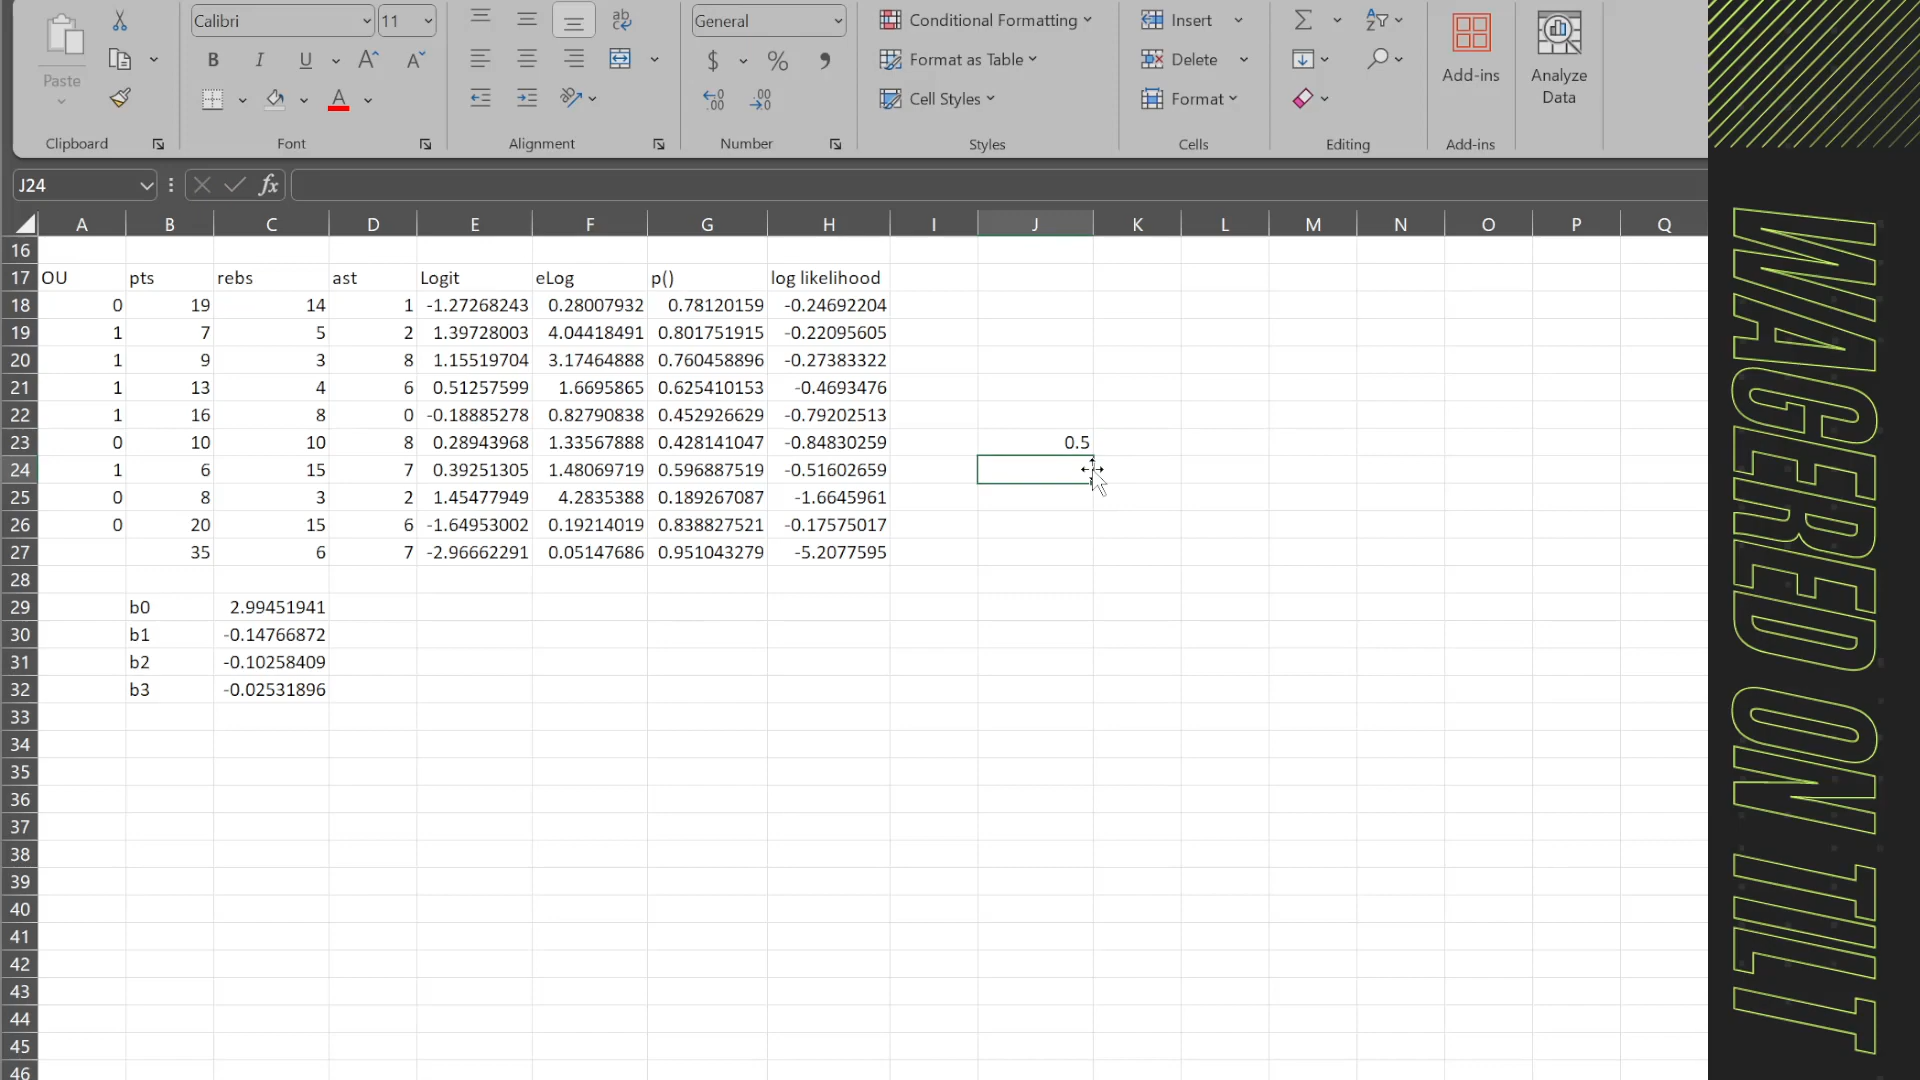 Calibri 11 General Conditional Formatting Insert
Paste B I U $ % Format as Table Delete Add-ins Analyze Data
Cell Styles Format
Clipboard Font Alignment Number Styles Cells Editing Add-ins
J24 fx
A B C D E F G H I J K L M N O P Q
16
17 OU pts rebs ast Logit eLog p() log likelihood
18 0 19 14 1 -1.27268243 0.28007932 0.78120159 -0.24692204
19 1 7 5 2 1.39728003 4.04418491 0.801751915 -0.22095605
20 1 9 3 8 1.15519704 3.17464888 0.760458896 -0.27383322
21 1 13 4 6 0.51257599 1.6695865 0.625410153 -0.4693476
22 1 16 8 0 -0.18885278 0.82790838 0.452926629 -0.79202513
23 0 10 10 8 0.28943968 1.33567888 0.428141047 -0.84830259 0.5
24 1 6 15 7 0.39251305 1.48069719 0.596887519 -0.51602659
25 0 8 3 2 1.45477949 4.2835388 0.189267087 -1.6645961
26 0 20 15 6 -1.64953002 0.19214019 0.838827521 -0.17575017
27 35 6 7 -2.96662291 0.05147686 0.951043279 -5.2077595
28
29 b0 2.99451941
30 b1 -0.14766872
31 b2 -0.10258409
32 b3 -0.02531896
33
34
35
36
37
38
39
40
41
42
43
44
45
46
WAGERED ON TILT